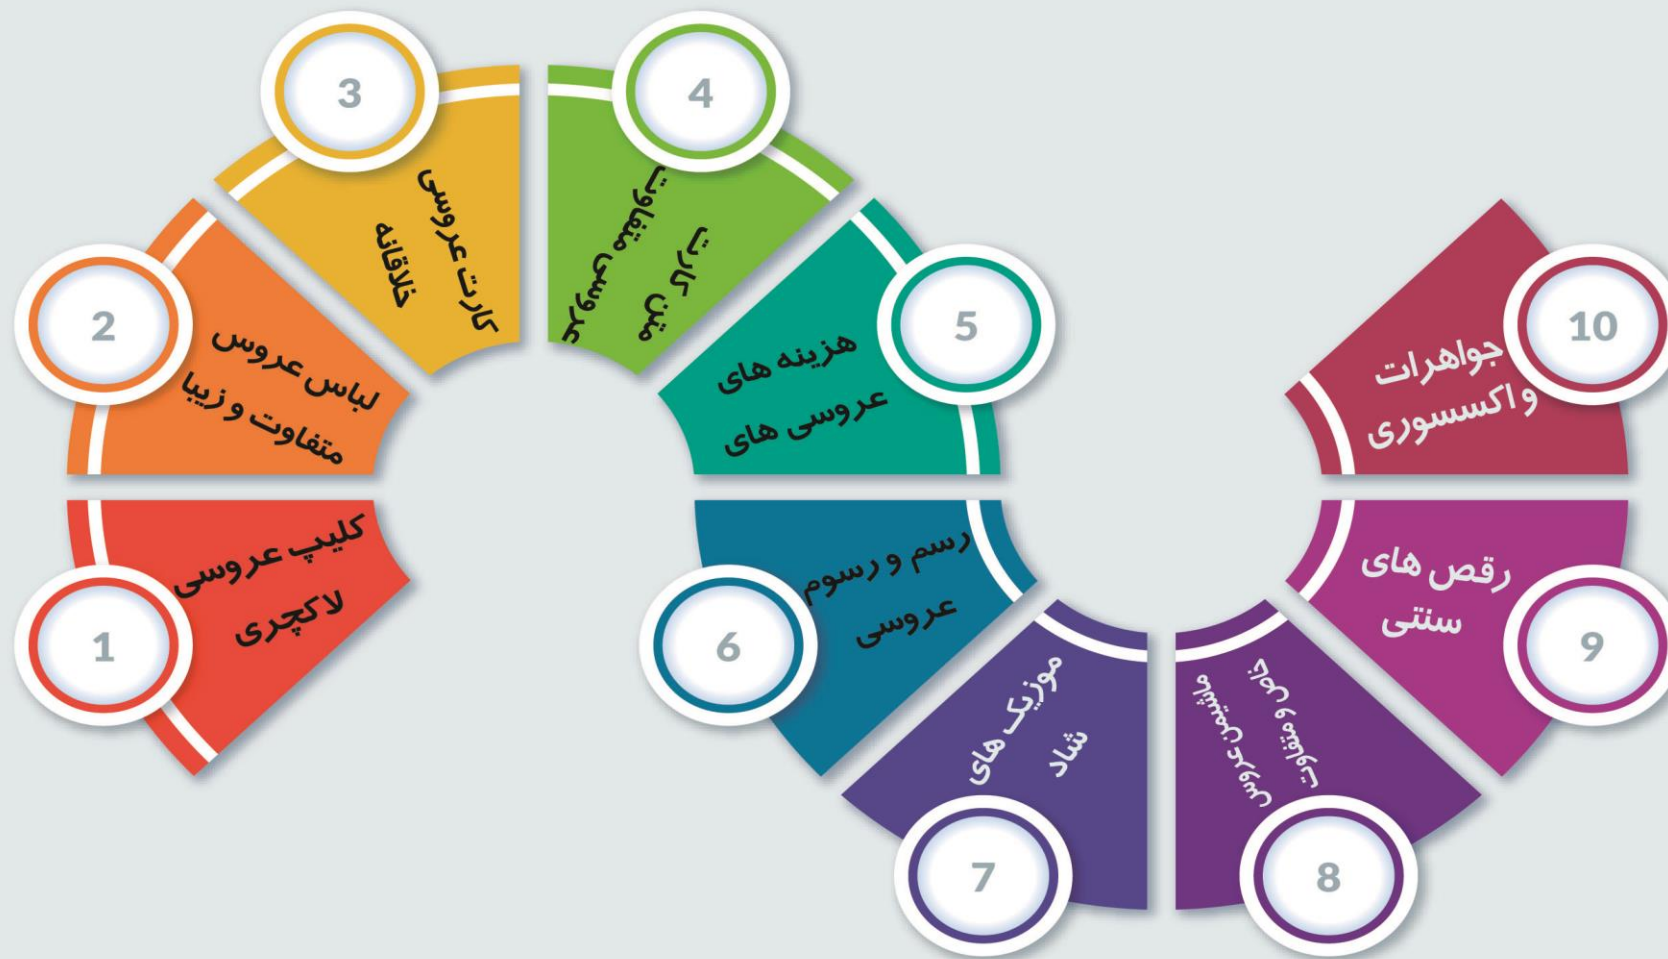 1
کلیپ عروسی
لاکچری
2
لباس عروس
متفاوت و زیبا
3
کارت عروسی
خلاقانه
4
متن کارت
عروسی متفاوت
5
هزینه های
عروسی های
6
رسم و رسوم
عروسی
7
موزیک های
شاد
8
ماشین عروس
خاص و متفاوت
9
رقص های
سنتی
10
جواهرات
و اکسسوری